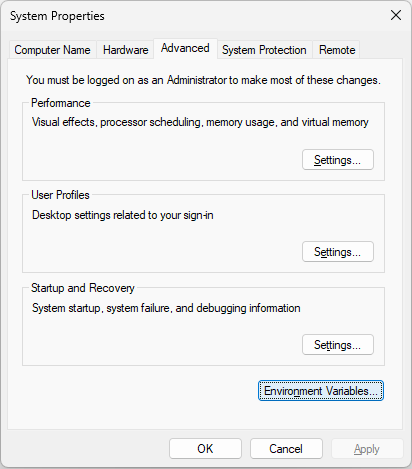 System Properties
Computer Name Hardware Advanced System Protection Remote
You must be logged on as an Administrator to make most of these changes.
Performance
Visual effects, processor scheduling, memory usage, and virtual memory
Settings...
User Profiles
Desktop settings related to your sign-in
Settings...
Startup and Recovery
System startup, system failure, and debugging information
Settings...
Environment Variables...
OK Cancel Apply